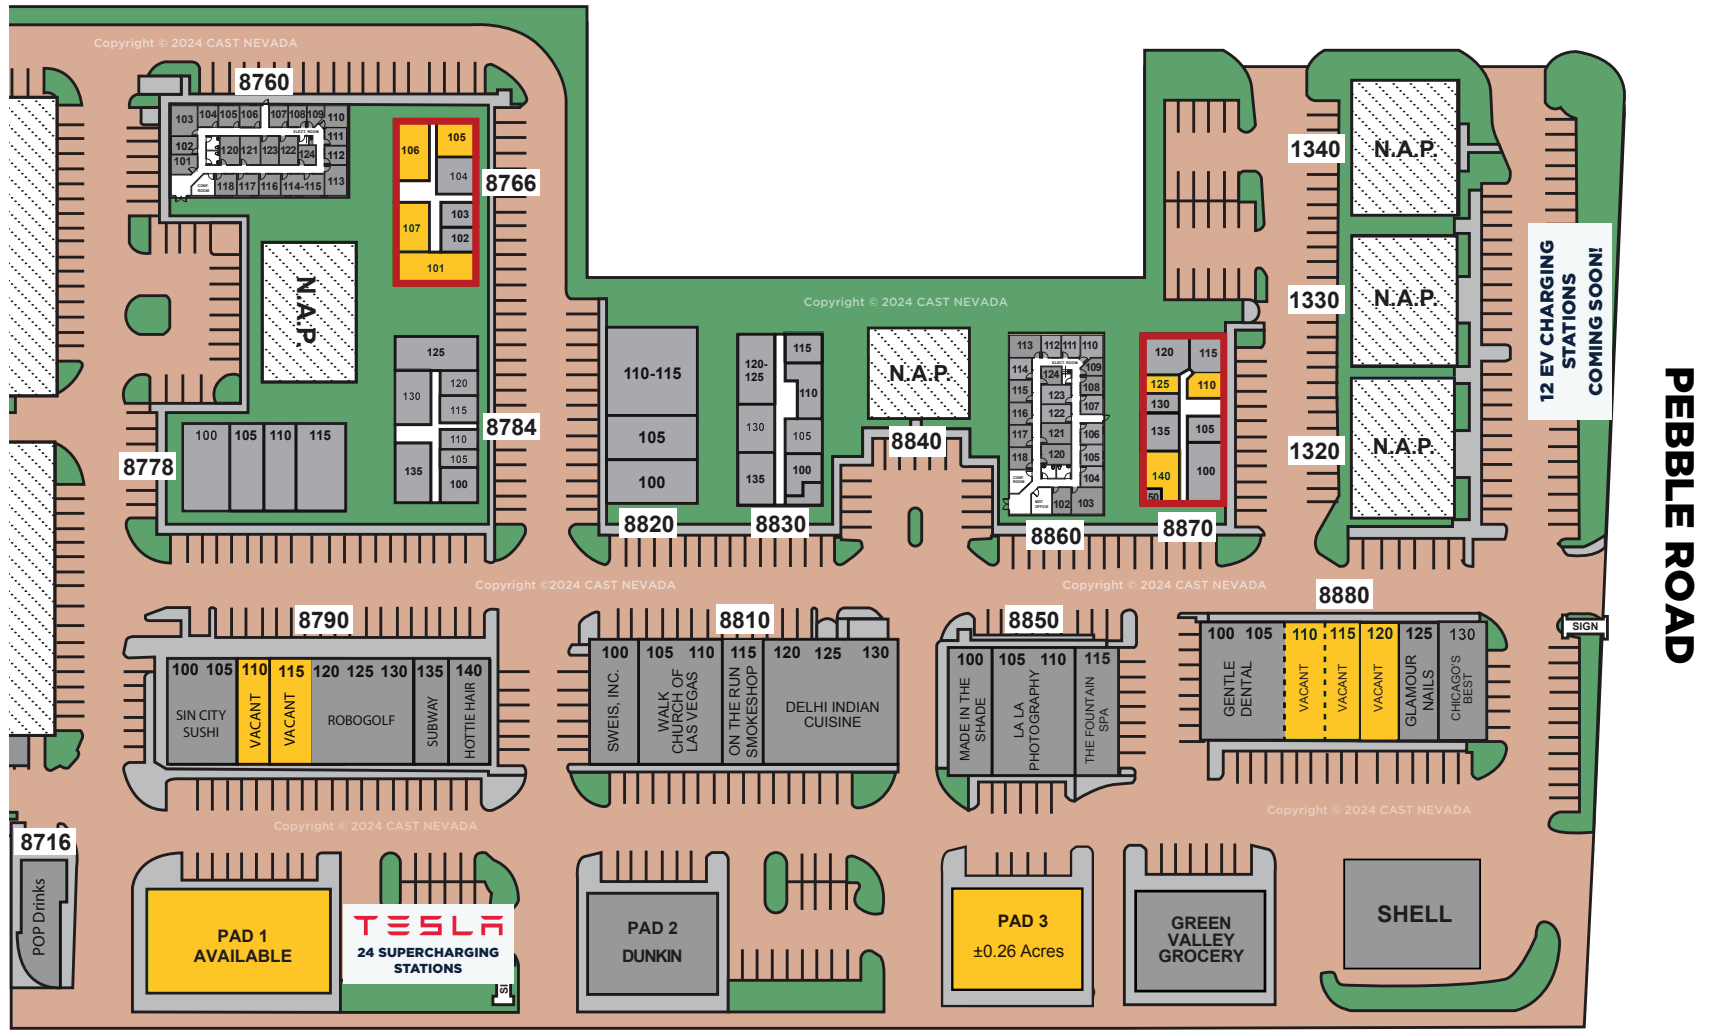 Copyright © 2024 CAST NEVADA
8760
103
104
105
106
107
108
109
110
ELECT. ROOM
111
102
101
120
121
123
122
124
112
CONF. ROOM
118
117
116
114-115
113
106
105
104
8766
107
103
102
101
N.A.P.
125
130
120
115
8784
110
105
135
100
100
105
110
115
8778
Copyright © 2024 CAST NEVADA
110-115
105
100
8820
120-
125
115
110
130
105
135
100
8830
N.A.P.
8840
113
112
111
110
ELECT. ROOM
114
124
109
115
123
108
116
122
107
117
121
106
118
120
105
CONF. ROOM
104
MGT OFFICE
102
103
8860
120
115
125
110
130
135
105
140
100
50
8870
1340
N.A.P.
1330
N.A.P.
1320
N.A.P.
12 EV CHARGING
STATIONS
COMING SOON!
PEBBLE ROAD
Copyright ©2024 CAST NEVADA
Copyright © 2024 CAST NEVADA
8790
100
105
110
115
120
125
130
135
140
SIN CITY
SUSHI
VACANT
VACANT
ROBOGOLF
SUBWAY
HOTTIE HAIR
8810
100
105
110
115
120
125
130
SWEIS, INC.
WALK
CHURCH OF
LAS VEGAS
ON THE RUN
SMOKESHOP
DELHI INDIAN
CUISINE
8850
100
105
110
115
MADE IN THE
SHADE
LA LA
PHOTOGRAPHY
THE FOUNTAIN
SPA
8880
100
105
110
115
120
125
130
GENTLE
DENTAL
VACANT
VACANT
VACANT
GLAMOUR
NAILS
CHICAGO'S
BEST
SIGN
Copyright © 2024 CAST NEVADA
Copyright © 2024 CAST NEVADA
8716
POP Drinks
PAD 1
AVAILABLE
TESLA
24 SUPERCHARGING
STATIONS
PAD 2
DUNKIN
PAD 3
±0.26 Acres
GREEN
VALLEY
GROCERY
SHELL